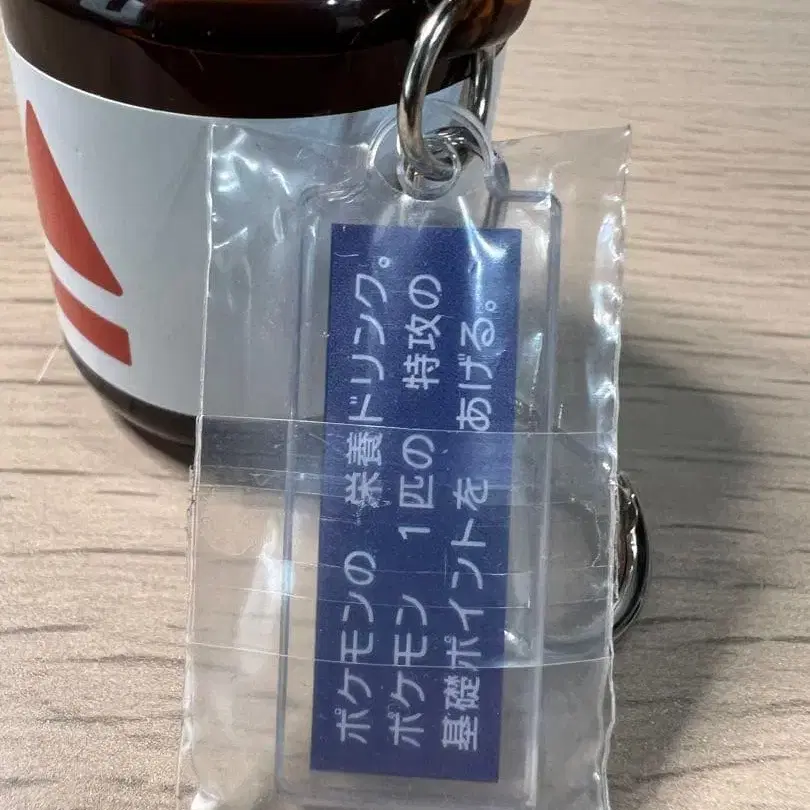 ポケモンの　栄養ドリンク。
ポケモン　１匹の　特攻の
基礎ポイントを　あげる。